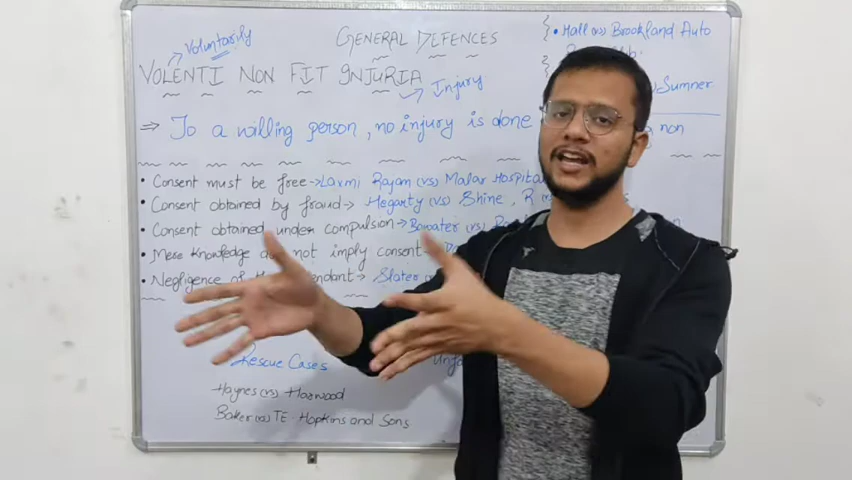 Voluntarily
GENERAL DEFENCES
• Hall (vs) Brookland Auto
VOLENTI NON FIT INJURIA
Injury
Sumner
⇒ To a willing person, no injury is done
non
• Consent must be free → Laxmi Rajam (vs) Malar Hospital
• Consent obtained by fraud → Hegarty (vs) Shine, R
• Consent obtained under compulsion → Bowater (vs)
• Mere Knowledge does not imply consent →
• Negligence of the defendant → Slater
Rescue Cases
Haynes (vs) Harwood
Baker (vs) T.E. Hopkins and Sons